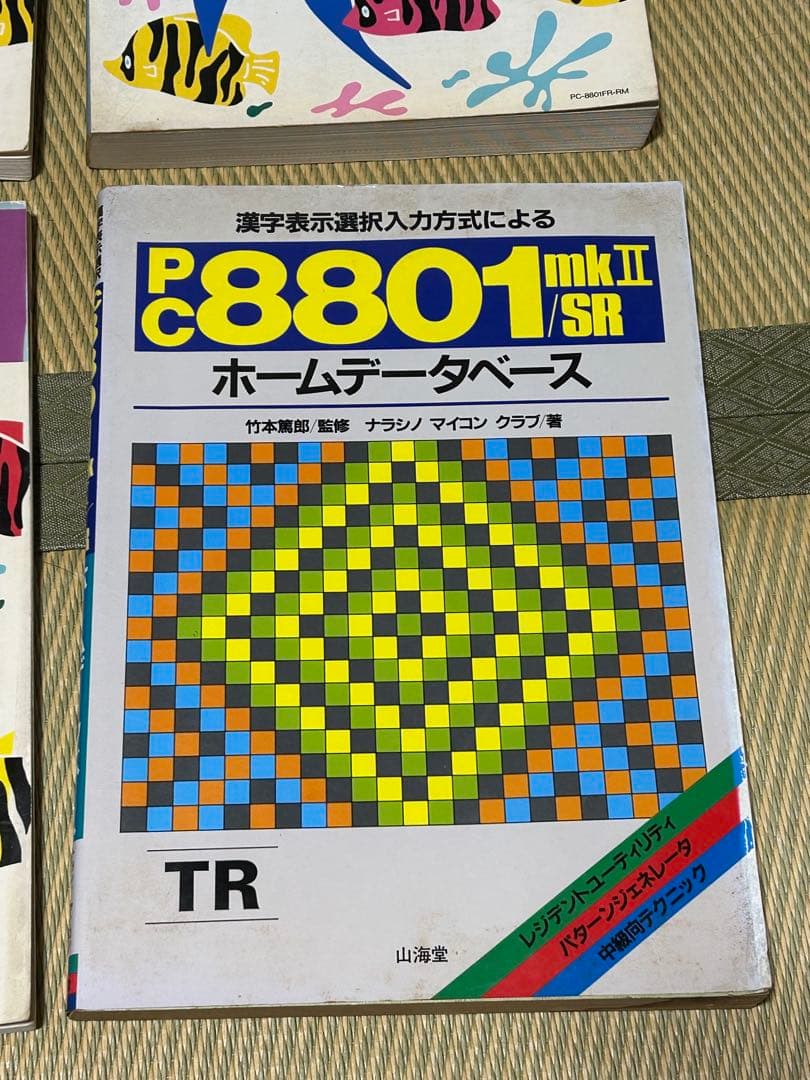 PC-8801FR-RM
漢字表示選択入力方式による
PC8801mkⅡ/SR
ホームデータベース
竹本篤郎/監修 ナラシノ マイコン クラブ/著
TR
レジデントユーティリティ
パターンジェネレータ
中級向テクニック
山海堂